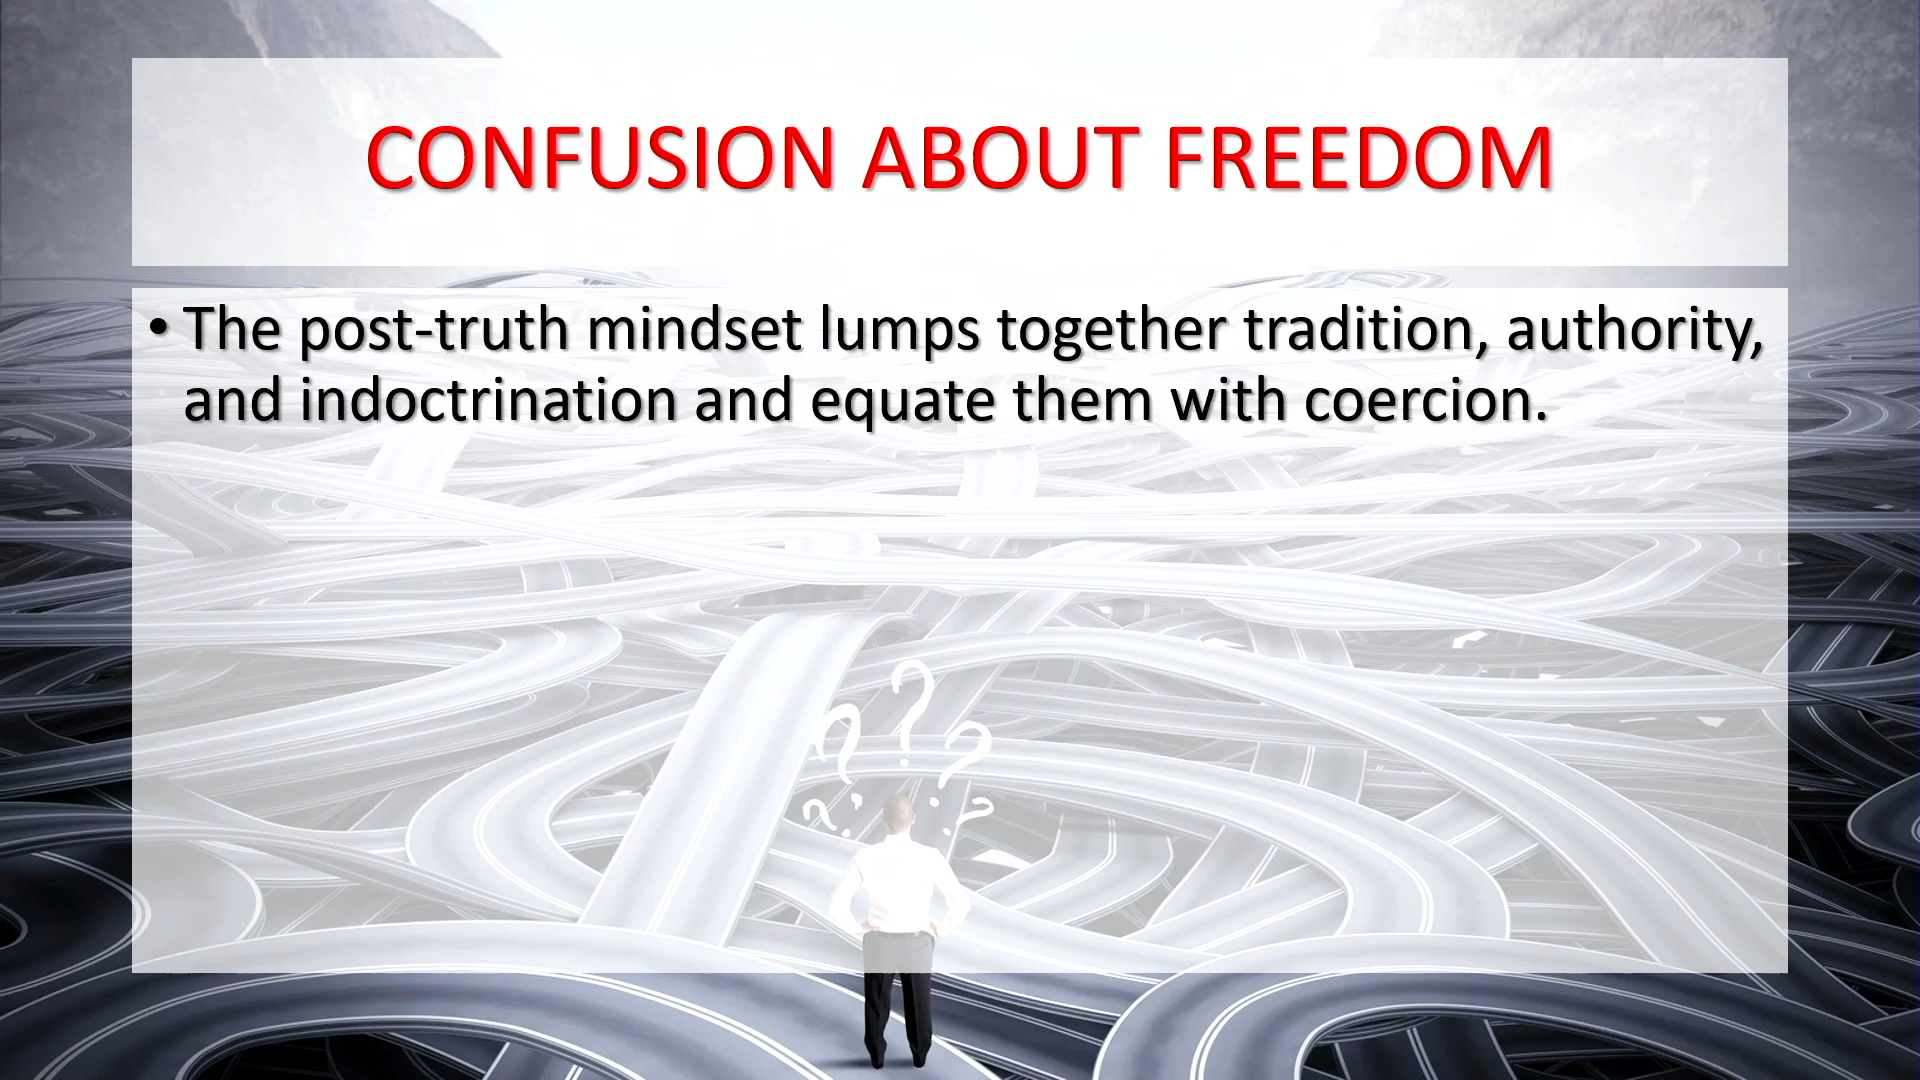 CONFUSION ABOUT FREEDOM
• The post-truth mindset lumps together tradition, authority,
and indoctrination and equate them with coercion.
? ? ? ? ?